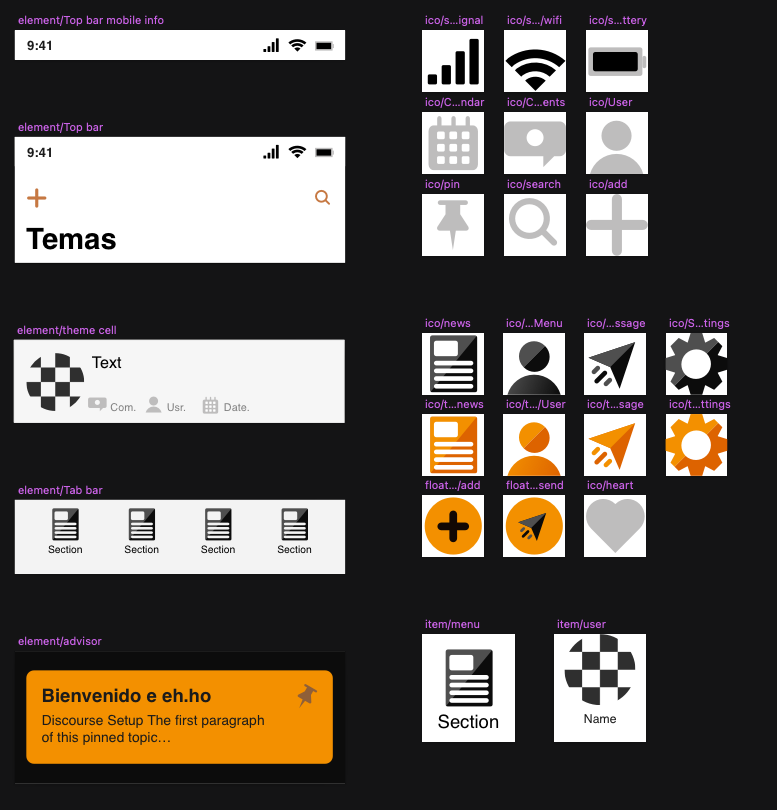 element/Top bar mobile info
9:41
element/Top bar
9:41
Temas
element/theme cell
Text
Com. Usr. Date.
element/Tab bar
Section Section Section Section
element/advisor
Bienvenido e eh.ho
Discourse Setup The first paragraph
of this pinned topic…
ico/s...ignal ico/s.../wifi ico/s...ttery
ico/C...ndar ico/C...ents ico/User
ico/pin ico/search ico/add
ico/news ico/...Menu ico/...ssage ico/S...tings
ico/t...news ico/t.../User ico/t...sage ico/t...ttings
float.../add float...send ico/heart
item/menu item/user
Section
Name